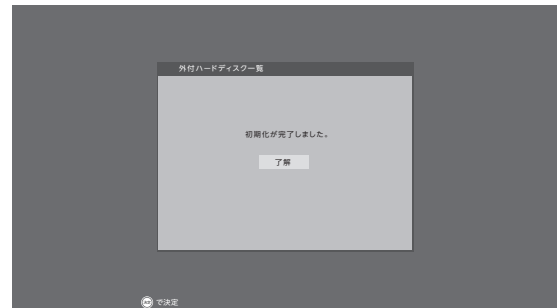 外付ハードディスク一覧
初期化が完了しました。
了解
で決定